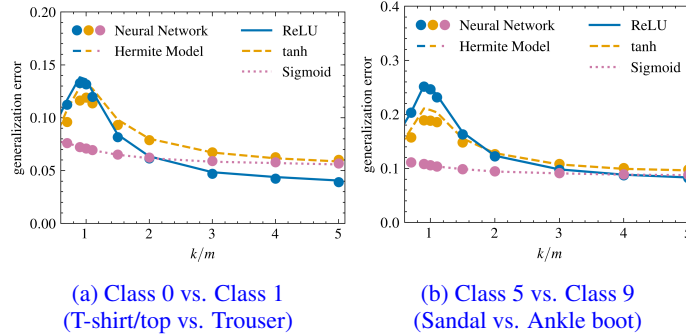 0.20
0.15
0.10
0.05
0.00
generalization error
Neural Network
Hermite Model
ReLU
tanh
Sigmoid
1
2
3
4
5
k/m
(a) Class 0 vs. Class 1
(T-shirt/top vs. Trouser)
0.4
0.3
0.2
0.1
0.0
generalization error
Neural Network
Hermite Model
ReLU
tanh
Sigmoid
1
2
3
4
5
k/m
(b) Class 5 vs. Class 9
(Sandal vs. Ankle boot)